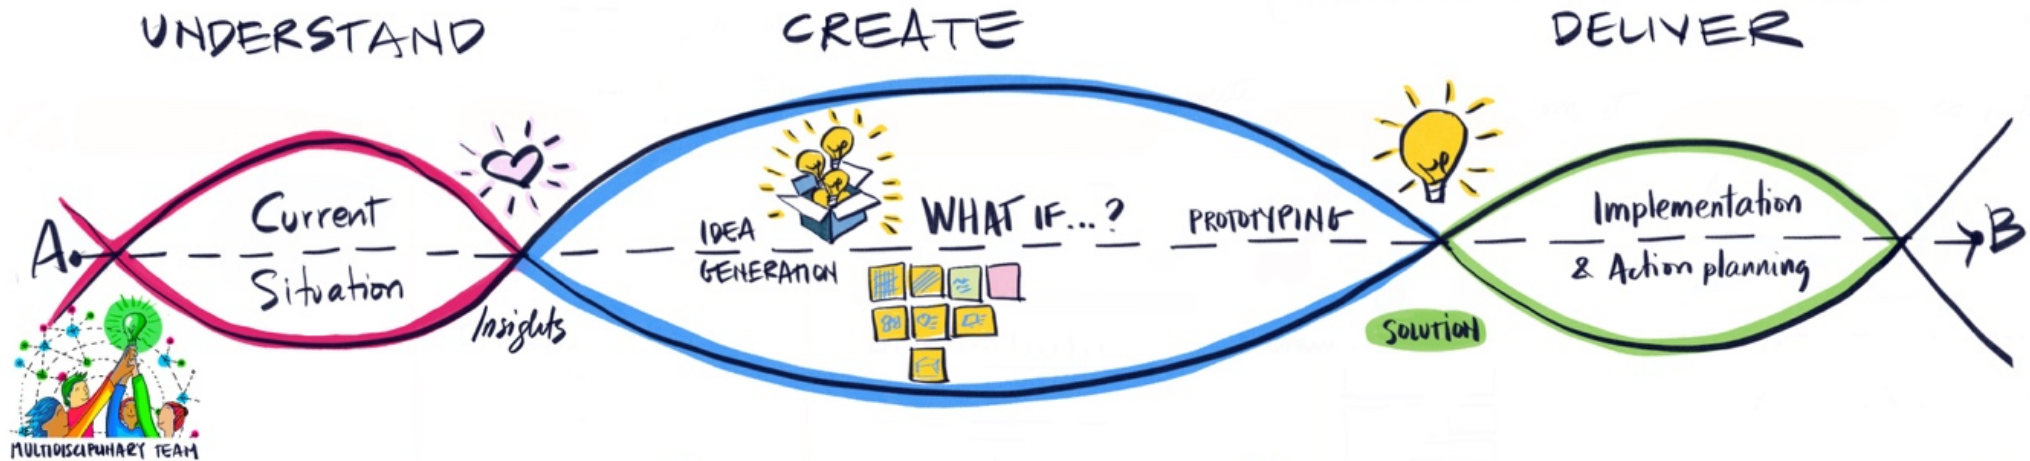 UNDERSTAND
CREATE
DELIVER
A
Current
Situation
Insights
IDEA
GENERATION
WHAT IF...?
PROTOTYPING
SOLUTION
Implementation
& Action planning
B
MULTIDISCIPLINARY TEAM